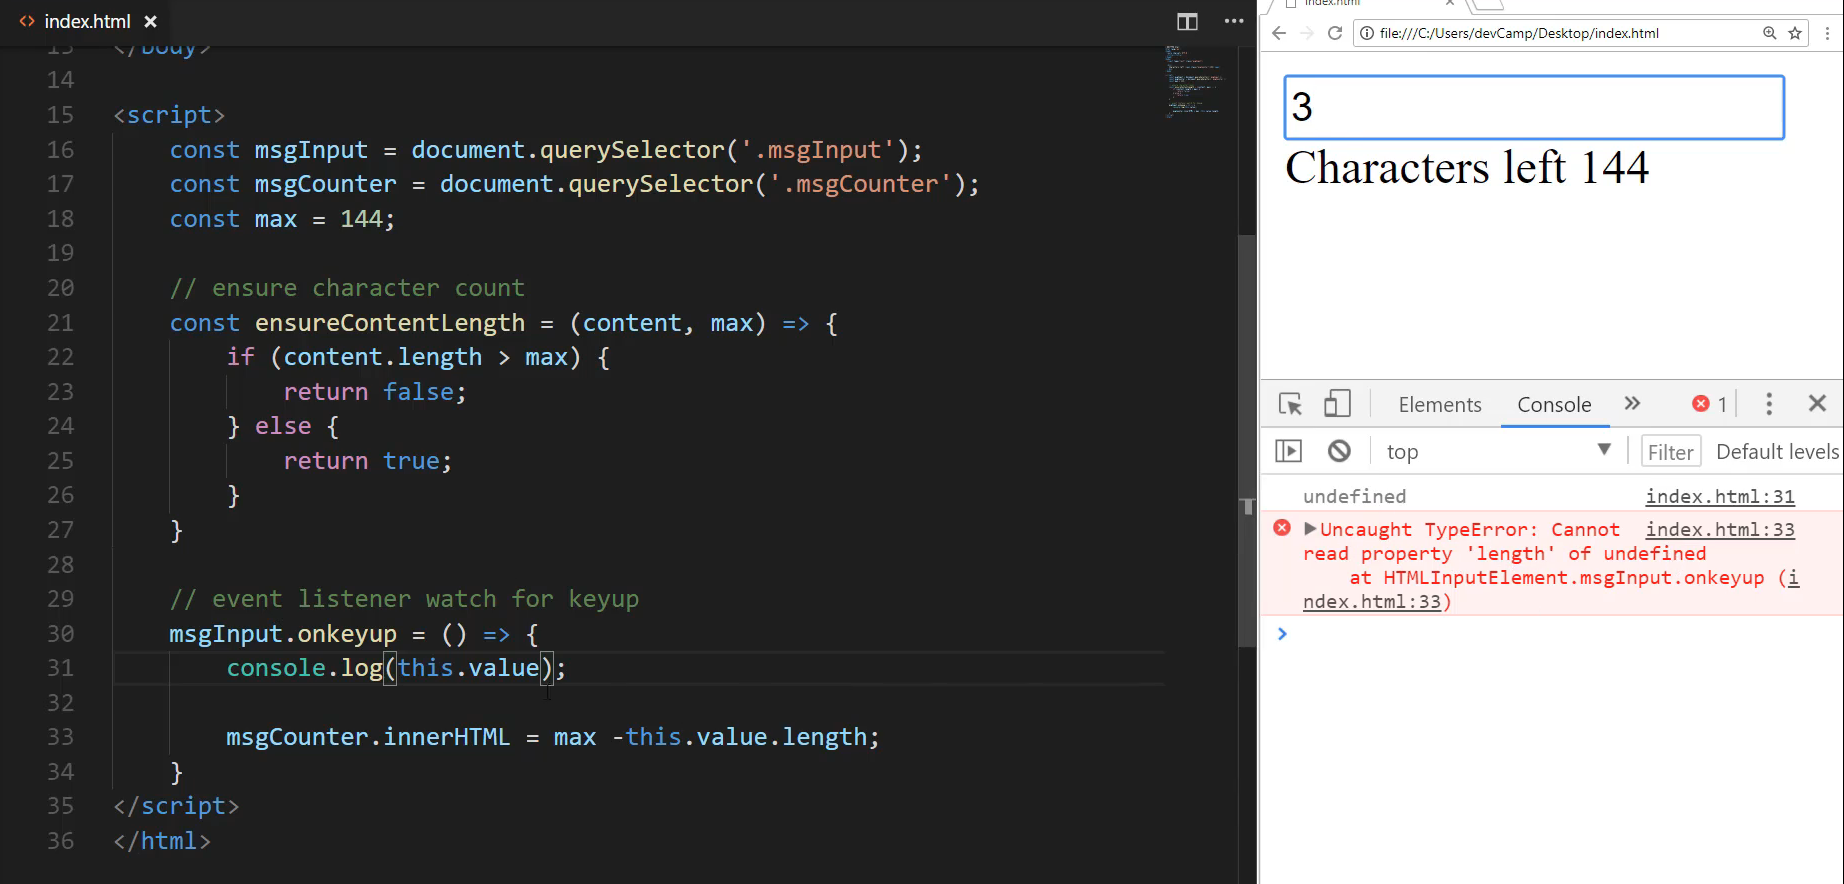 index.html
13 </body>
14
15 <script>
16 const msgInput = document.querySelector('.msgInput');
17 const msgCounter = document.querySelector('.msgCounter');
18 const max = 144;
19
20 // ensure character count
21 const ensureContentLength = (content, max) => {
22 if (content.length > max) {
23 return false;
24 } else {
25 return true;
26 }
27 }
28
29 // event listener watch for keyup
30 msgInput.onkeyup = () => {
31 console.log(this.value);
32
33 msgCounter.innerHTML = max -this.value.length;
34 }
35 </script>
36 </html>
index.html
file:///C:/Users/devCamp/Desktop/index.html
3
Characters left 144
Elements Console 1
top Filter Default levels
undefined index.html:31
Uncaught TypeError: Cannot index.html:33
read property 'length' of undefined
at HTMLInputElement.msgInput.onkeyup (i
ndex.html:33)